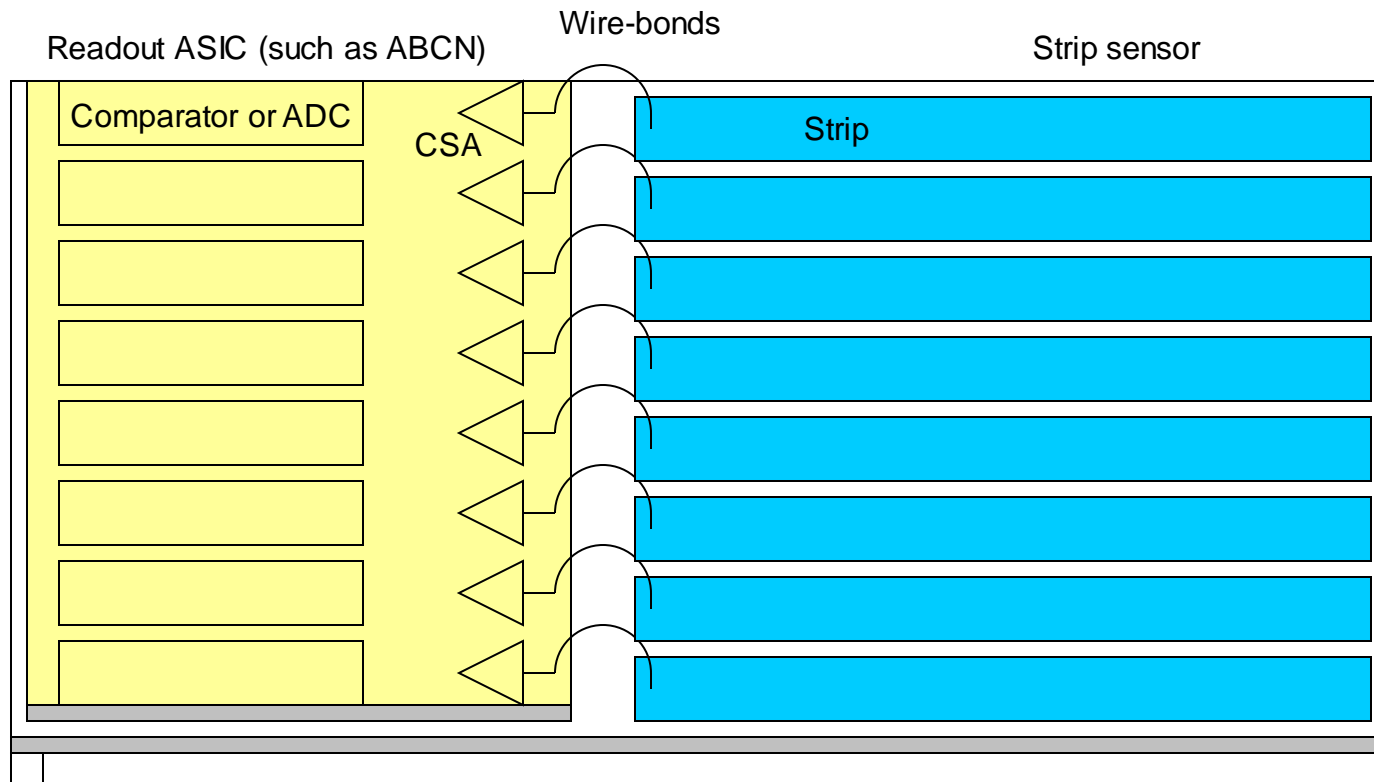 Wire-bonds
Readout ASIC (such as ABCN)
Strip sensor
Comparator or ADC
CSA
Strip